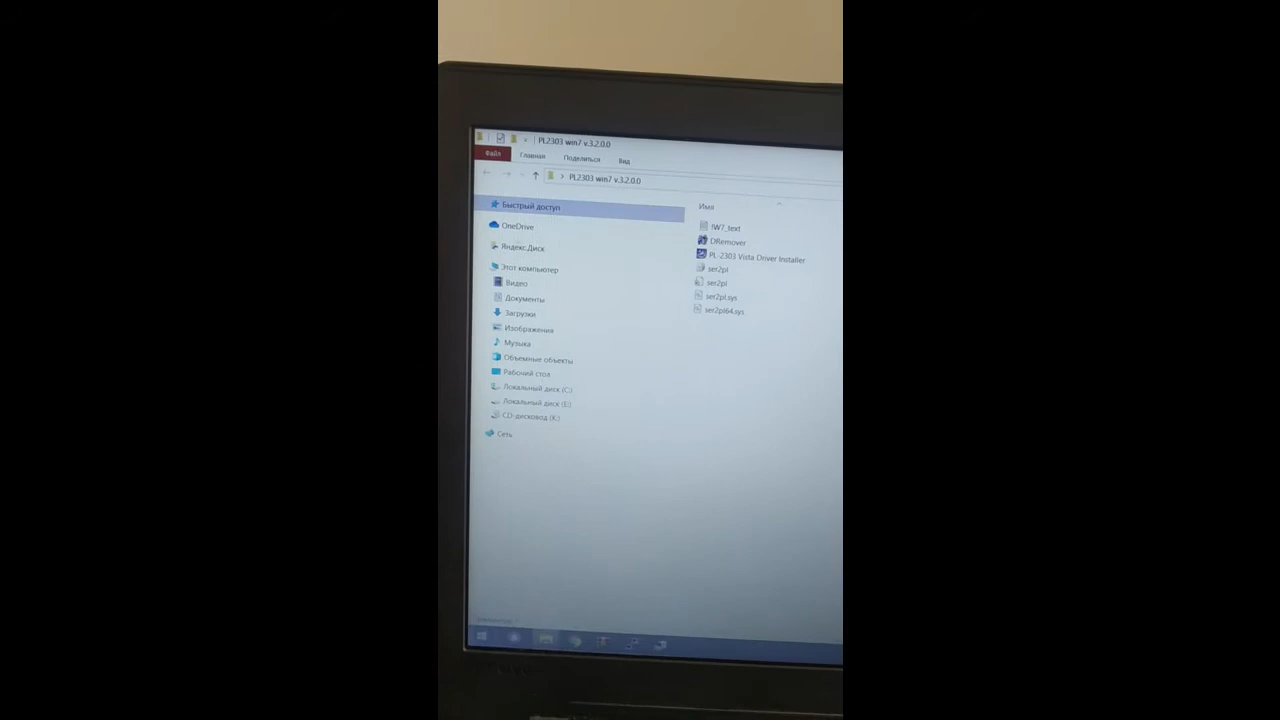 PL2303 win7 v.3.2.0.0
Файл Главная Поделиться Вид
PL2303 win7 v.3.2.0.0
Имя
Быстрый доступ
OneDrive
Яндекс.Диск
Этот компьютер
Видео
Документы
Загрузки
Изображения
Музыка
Объемные объекты
Рабочий стол
Локальный диск (C:)
Локальный диск (E:)
CD-дисковод (K:)
Сеть
!W7_text
DRemover
PL-2303 Vista Driver Installer
ser2pl
ser2pl
ser2pl.sys
ser2pl64.sys